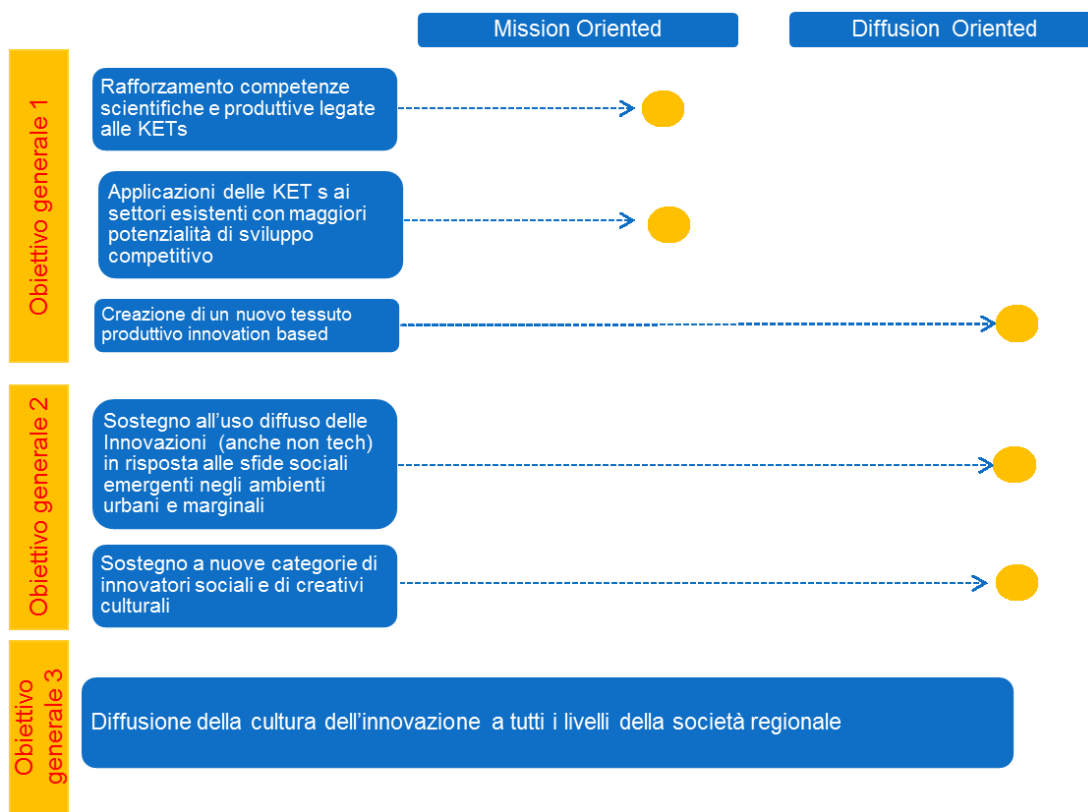 Mission Oriented
Diffusion Oriented
Obiettivo generale 1
Rafforzamento competenze
scientifiche e produttive legate
alle KETs
Applicazioni delle KET s ai
settori esistenti con maggiori
potenzialità di sviluppo
competitivo
Creazione di un nuovo tessuto
produttivo innovation based
Obiettivo generale 2
Sostegno all'uso diffuso delle
Innovazioni (anche non tech)
in risposta alle sfide sociali
emergenti negli ambienti
urbani e marginali
Sostegno a nuove categorie di
innovatori sociali e di creativi
culturali
Obiettivo
generale 3
Diffusione della cultura dell'innovazione a tutti i livelli della società regionale